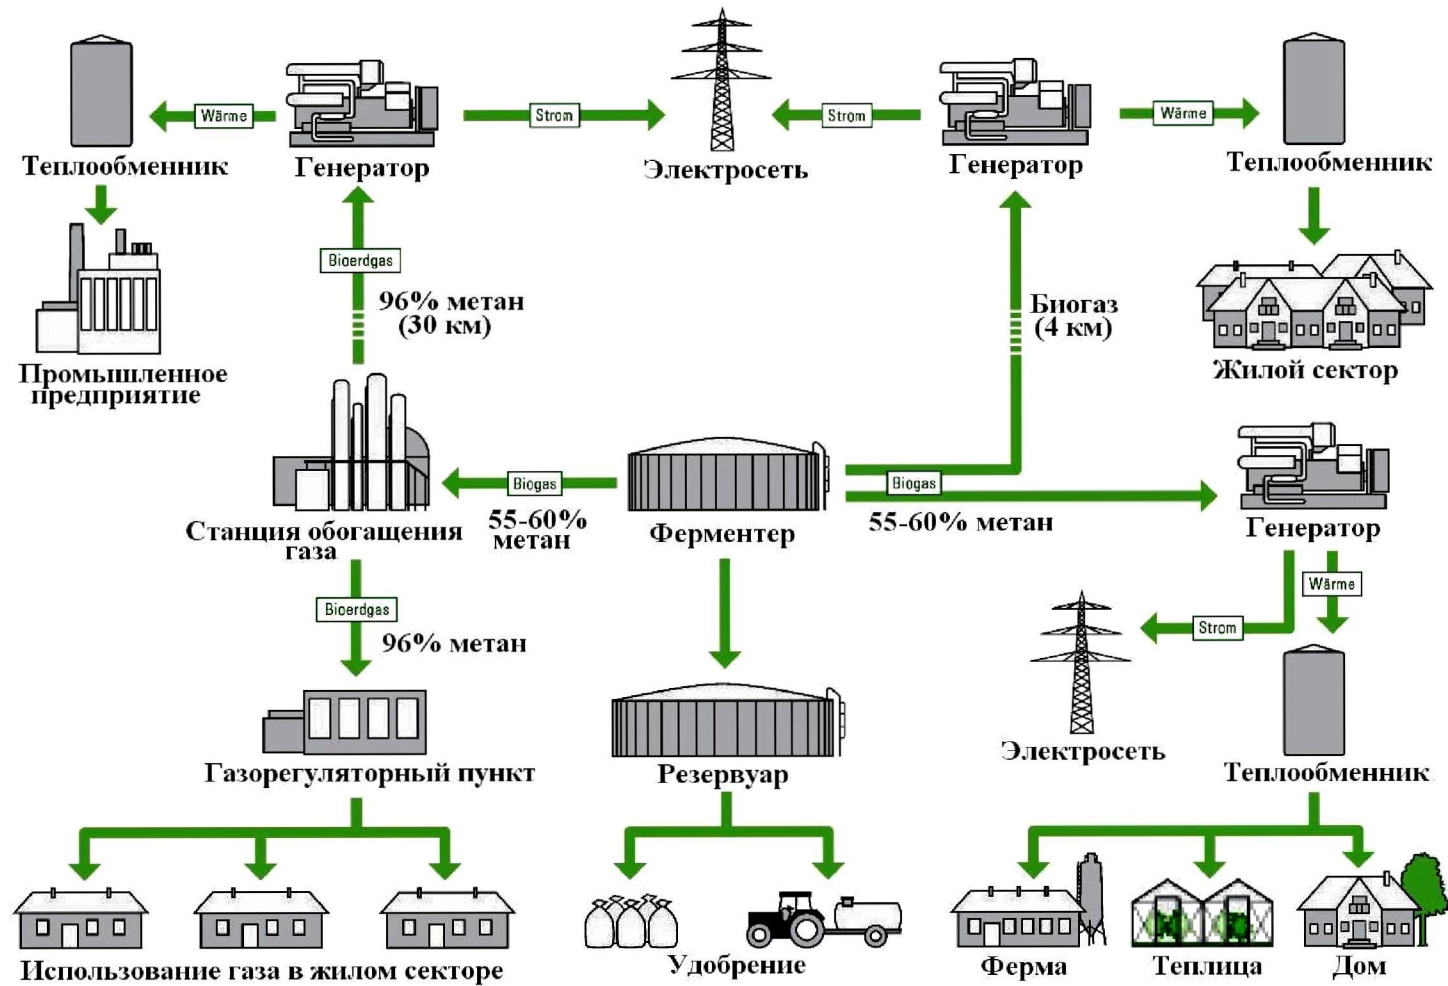 Wärme
Strom
Strom
Wärme
Теплообменник
Генератор
Электросеть
Генератор
Теплообменник
Bioerdgas
96% метан
(30 км)
Биогаз
(4 км)
Промышленное
предприятие
Жилой сектор
Biogas
Biogas
Станция обогащения
газа
55-60%
метан
Ферментер
55-60% метан
Генератор
Bioerdgas
96% метан
Wärme
Strom
Газорегуляторный пункт
Резервуар
Электросеть
Теплообменник
Использование газа в жилом секторе
Удобрение
Ферма
Теплица
Дом